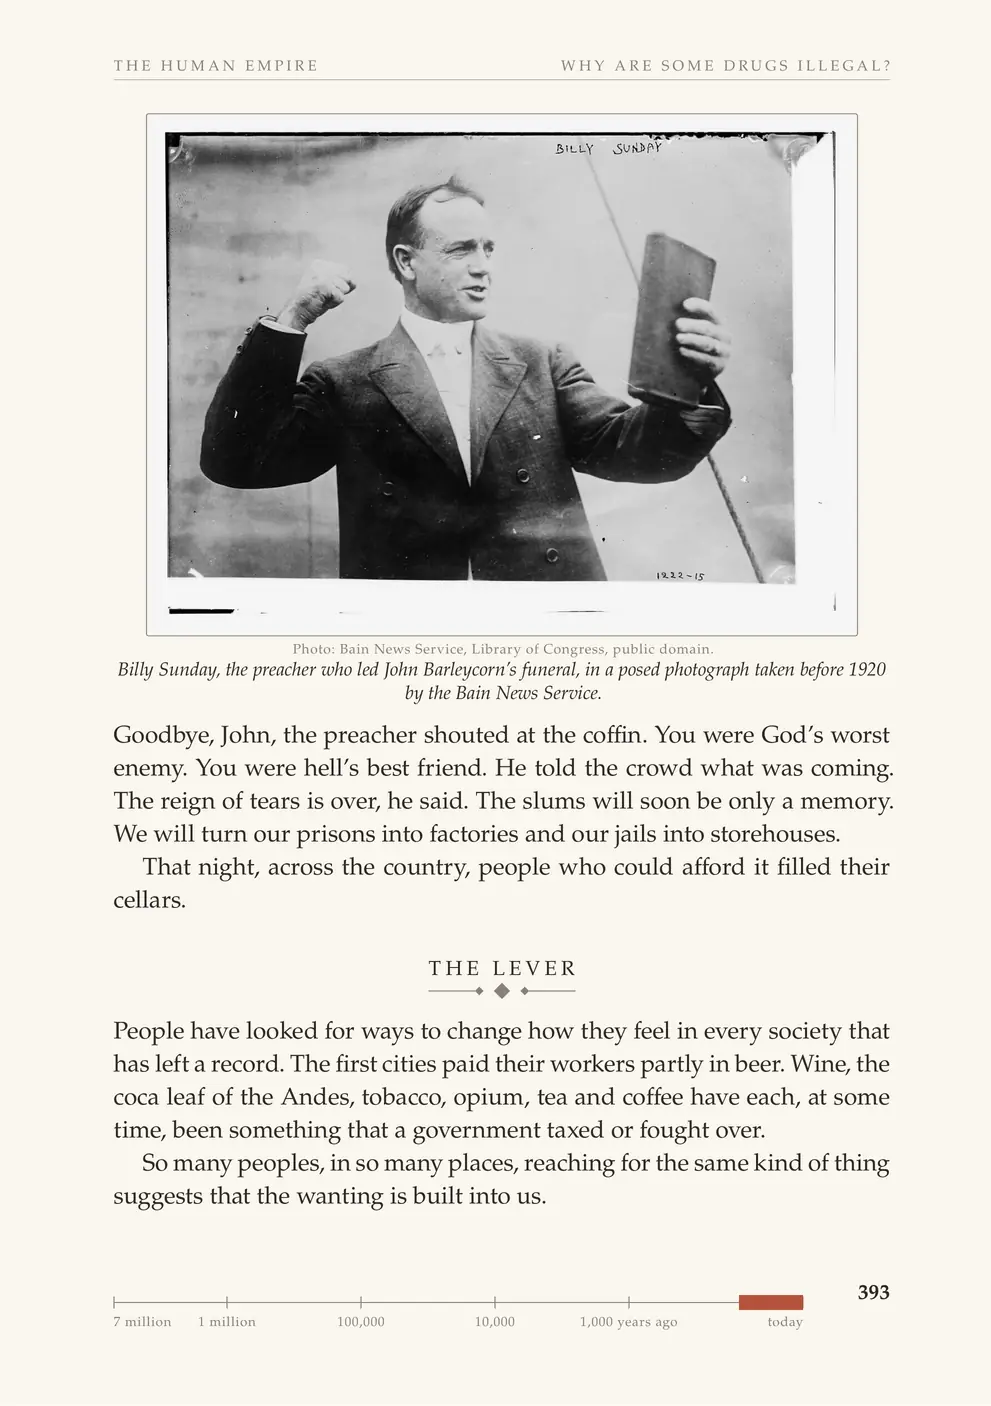 THE HUMAN EMPIRE
WHY ARE SOME DRUGS ILLEGAL?
BILLY SUNDAY
1222-15
Photo: Bain News Service, Library of Congress, public domain.
Billy Sunday, the preacher who led John Barleycorn’s funeral, in a posed photograph taken before 1920
by the Bain News Service.
Goodbye, John, the preacher shouted at the coffin. You were God’s worst
enemy. You were hell’s best friend. He told the crowd what was coming.
The reign of tears is over, he said. The slums will soon be only a memory.
We will turn our prisons into factories and our jails into storehouses.
That night, across the country, people who could afford it filled their
cellars.
THE LEVER
People have looked for ways to change how they feel in every society that
has left a record. The first cities paid their workers partly in beer. Wine, the
coca leaf of the Andes, tobacco, opium, tea and coffee have each, at some
time, been something that a government taxed or fought over.
So many peoples, in so many places, reaching for the same kind of thing
suggests that the wanting is built into us.
393
7 million 1 million 100,000 10,000 1,000 years ago today